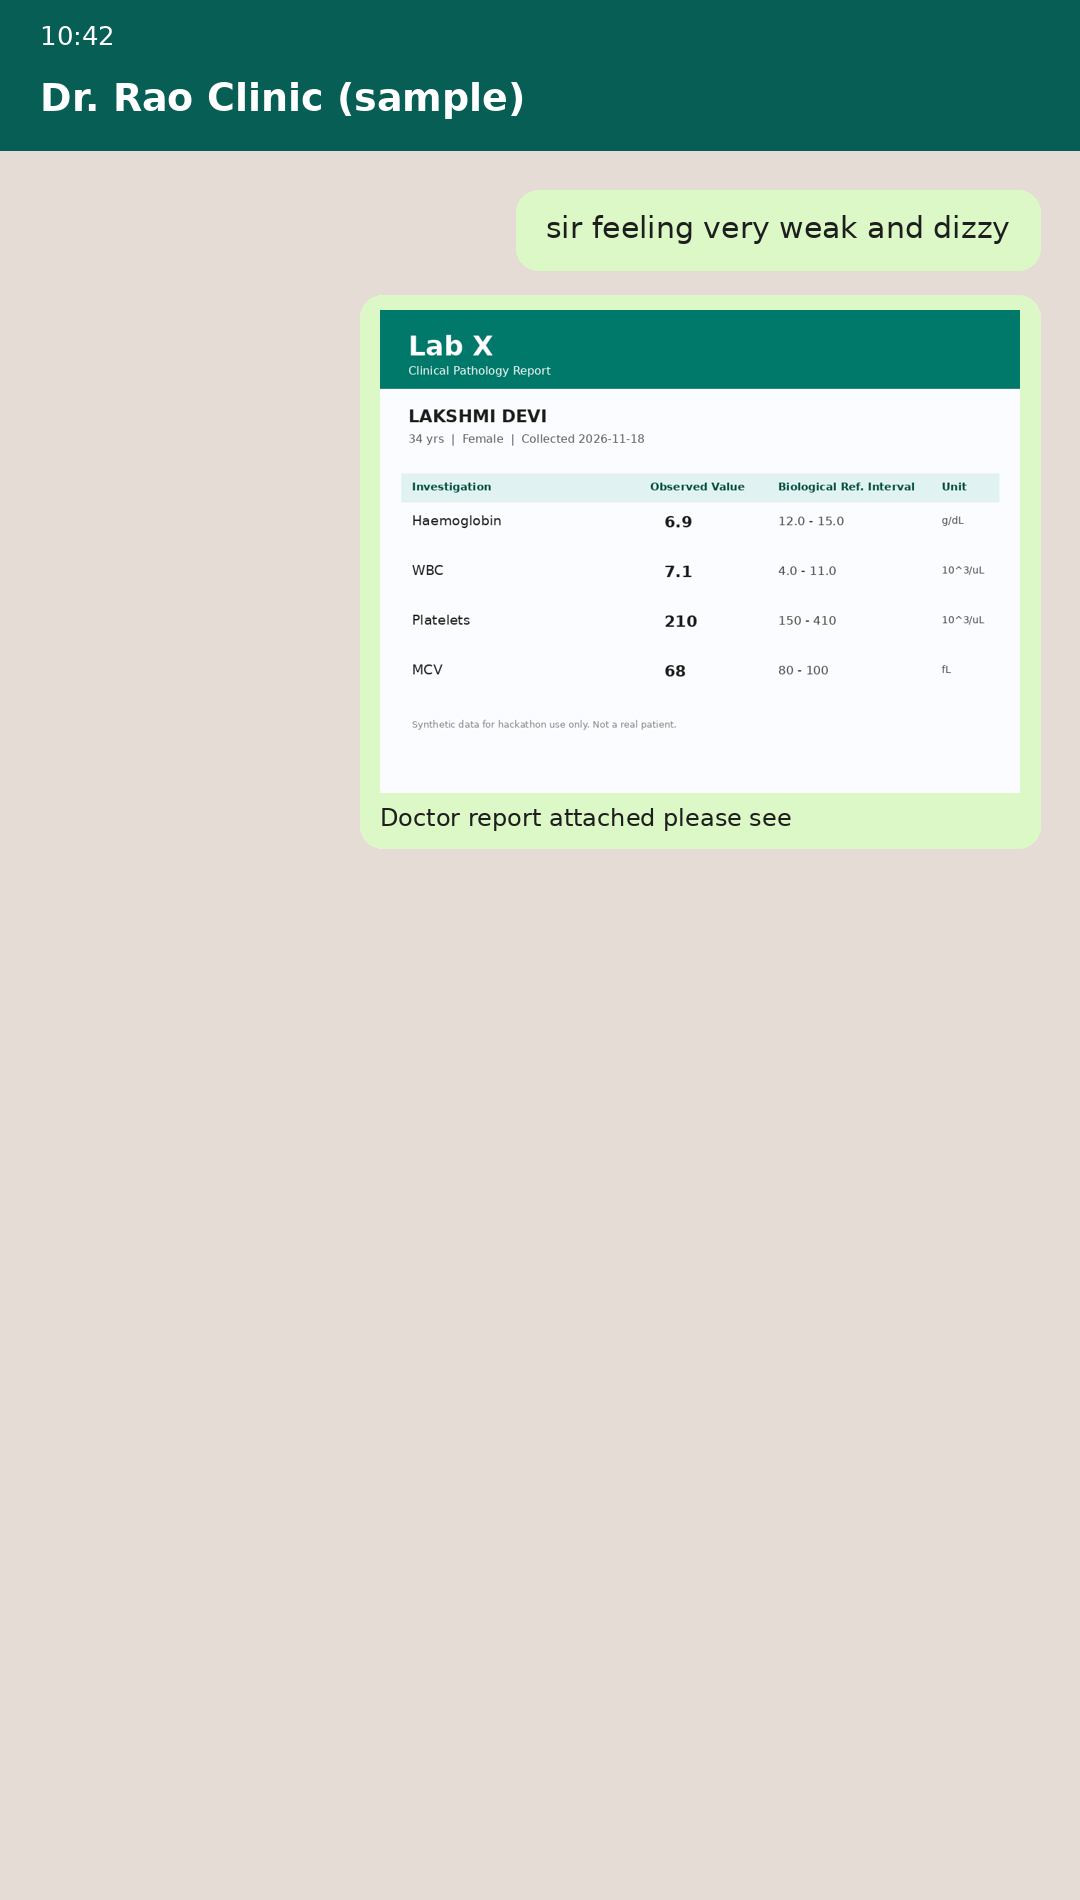 10:42
Dr. Rao Clinic (sample)
sir feeling very weak and dizzy
Lab X
Clinical Pathology Report
LAKSHMI DEVI
34 yrs | Female | Collected 2026-11-18
Investigation Observed Value Biological Ref. Interval Unit
Haemoglobin 6.9 12.0 - 15.0 g/dL
WBC 7.1 4.0 - 11.0 10^3/uL
Platelets 210 150 - 410 10^3/uL
MCV 68 80 - 100 fL
Synthetic data for hackathon use only. Not a real patient.
Doctor report attached please see